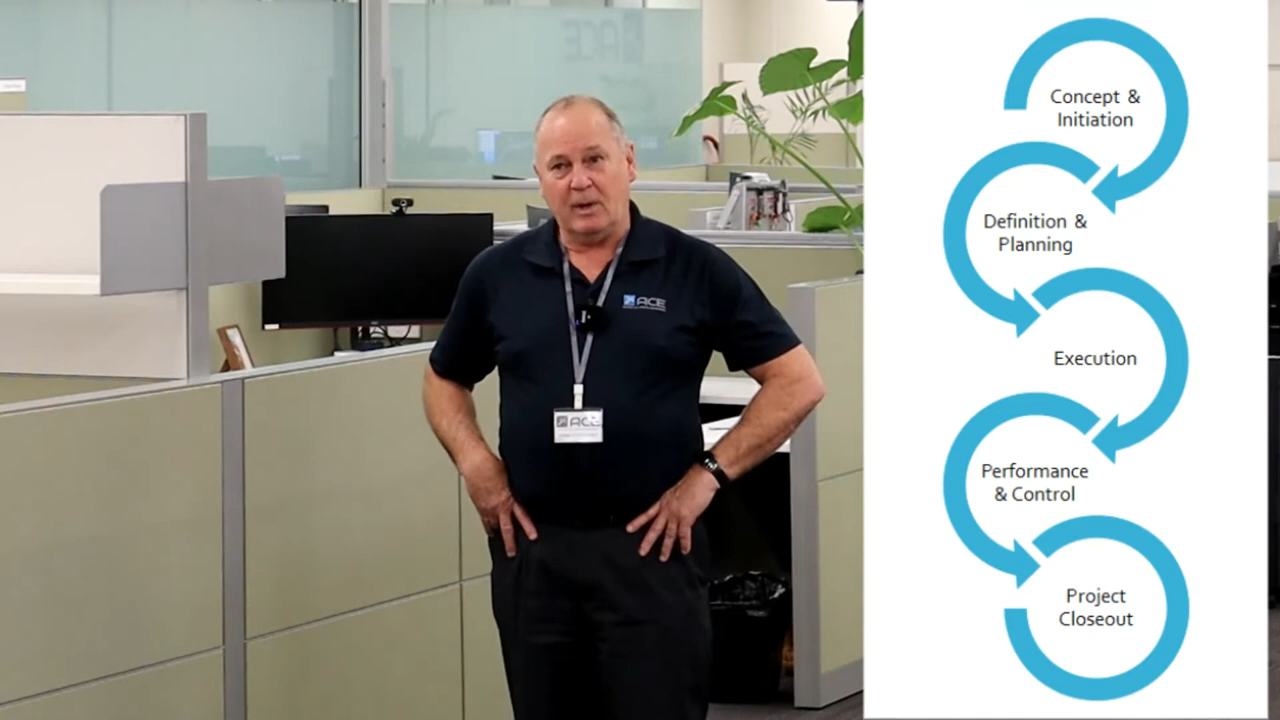 ACE
ACE
ACE
Concept &
Initiation
Definition &
Planning
Execution
Performance
& Control
Project
Closeout